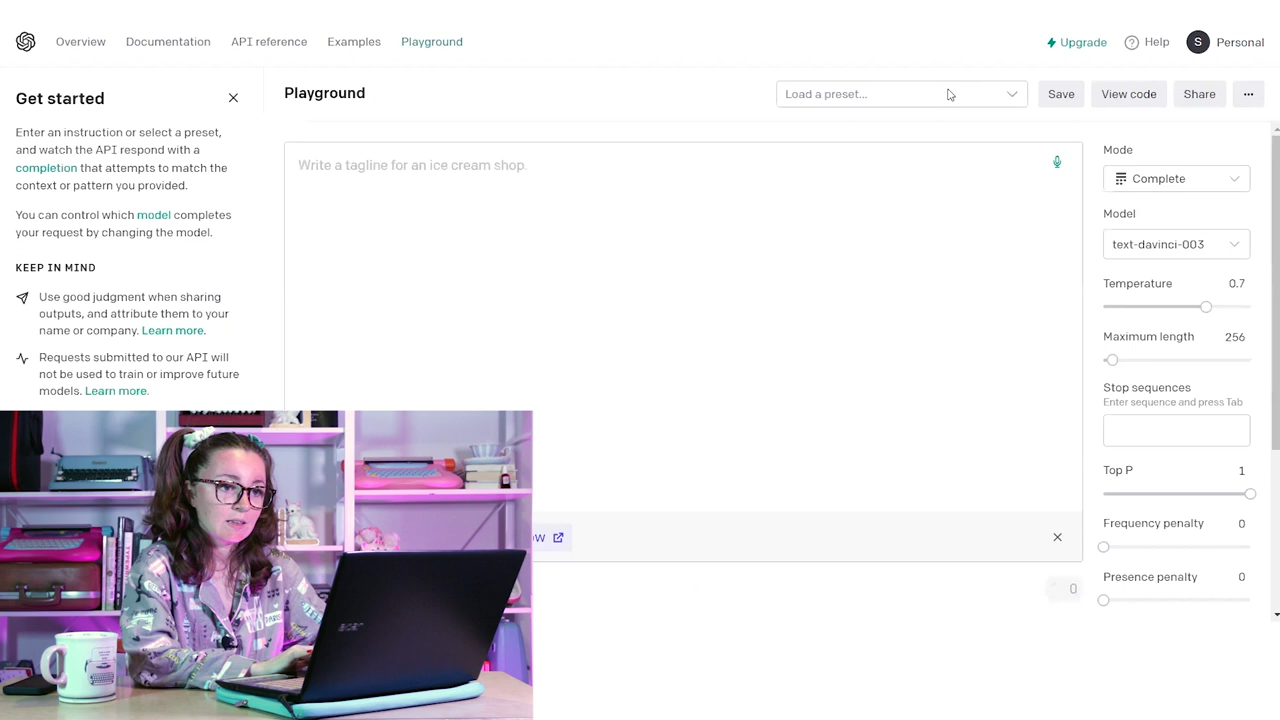 Overview Documentation API reference Examples Playground Upgrade Help S Personal
Get started
Playground
Load a preset...
Save
View code
Share
...
Enter an instruction or select a preset,
and watch the API respond with a
completion that attempts to match the
context or pattern you provided.
You can control which model completes
your request by changing the model.
KEEP IN MIND
Use good judgment when sharing
outputs, and attribute them to your
name or company. Learn more.
Requests submitted to our API will
not be used to train or improve future
models. Learn more.
Write a tagline for an ice cream shop.
Mode
Complete
Model
text-davinci-003
Temperature 0.7
Maximum length 256
Stop sequences
Enter sequence and press Tab
Top P 1
Frequency penalty 0
Presence penalty 0
0
acer